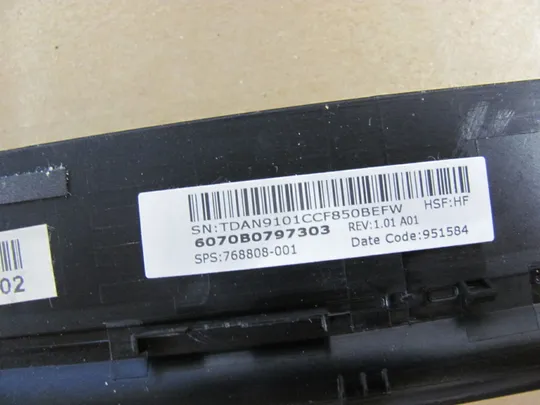 SN:TDAN9101CCF850BEFW HSF:HF
6070B0797303 REV:1.01 A01
SPS:768808-001 Date Code:951584
02